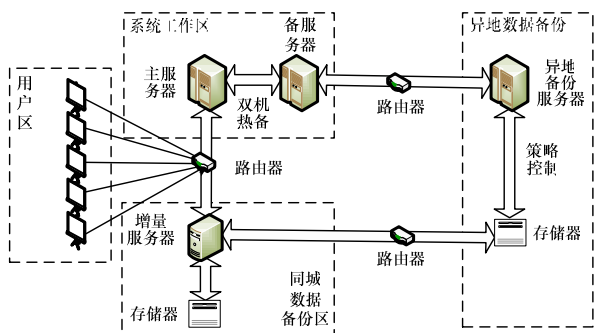 系统工作区
备服
务器
异地数据备份
用
户
区
主服
务器
双机
热备
路由器
异地
备份
服务器
路由器
策略
控制
增量
服务器
存储器
路由器
同城
数据
备份区
存储器